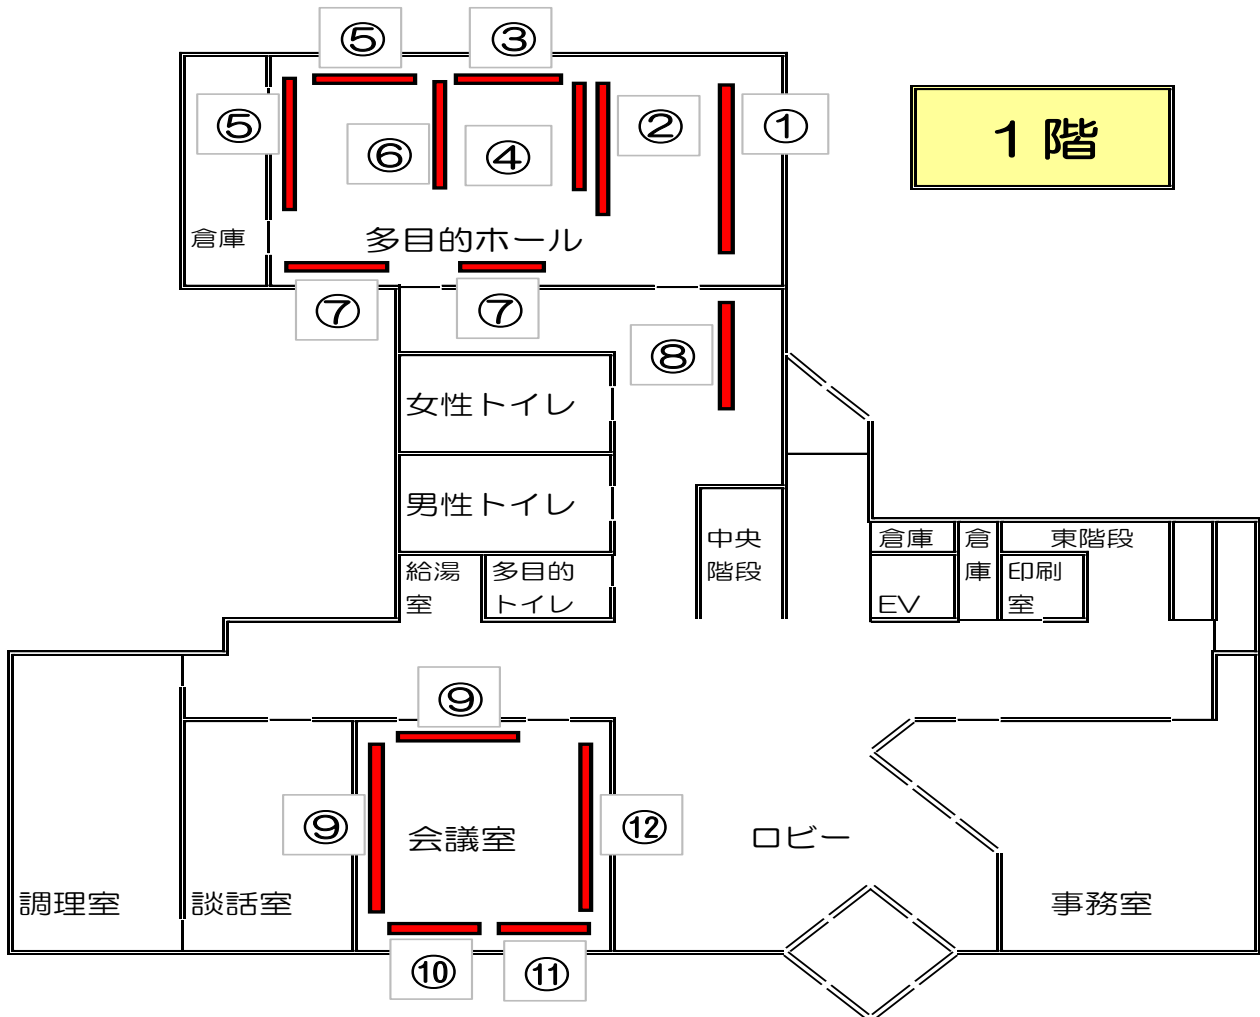 ⑤
③
１階
⑤
②
①
⑥
④
倉庫
多目的ホール
⑦
⑦
⑧
女性トイレ
男性トイレ
中央
階段
倉庫
倉
庫
東階段
給湯
室
多目的
トイレ
EV
印刷
室
⑨
⑨
会議室
⑫
ロビー
調理室
談話室
事務室
⑩
⑪